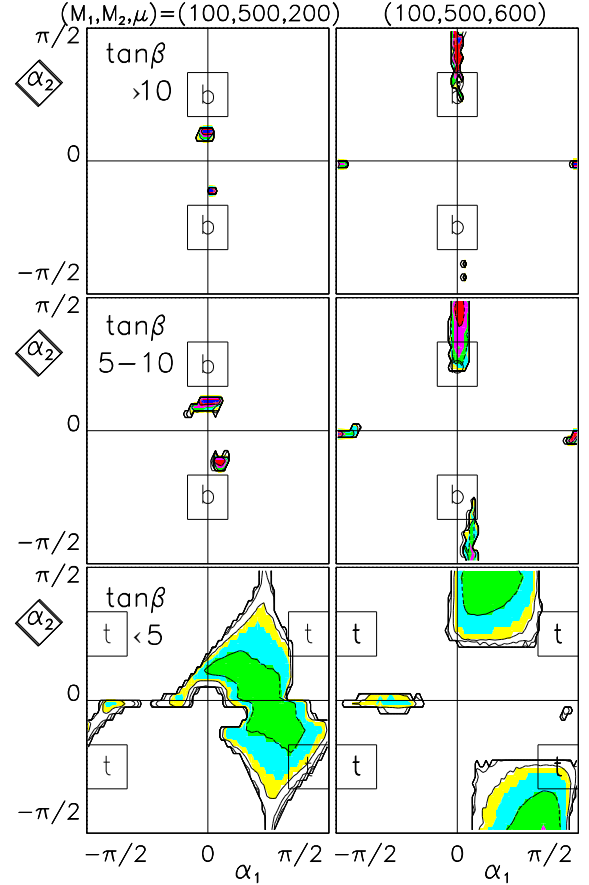 (M₁,M₂,μ)=(100,500,200) (100,500,600)
π/2
tanβ
α₂
>10
b
b
0
b
b
−π/2
π/2
tanβ
α₂
5−10
b
b
0
b
b
−π/2
π/2
tanβ
α₂
t <5 t t t
0
t t t t
−π/2
−π/2 0 π/2 −π/2 0 π/2
α₁ α₁